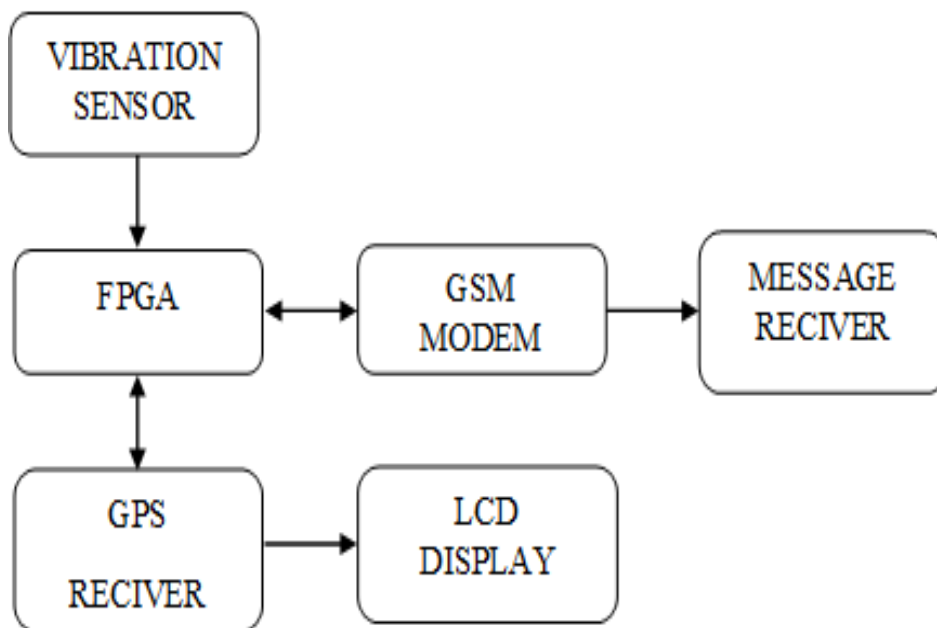 VIBRATION
SENSOR
FPGA
GSM
MODEM
MESSAGE
RECIVER
GPS
RECIVER
LCD
DISPLAY